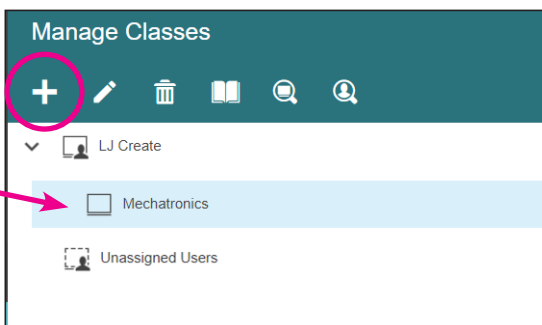 Manage Classes
LJ Create
Mechatronics
Unassigned Users